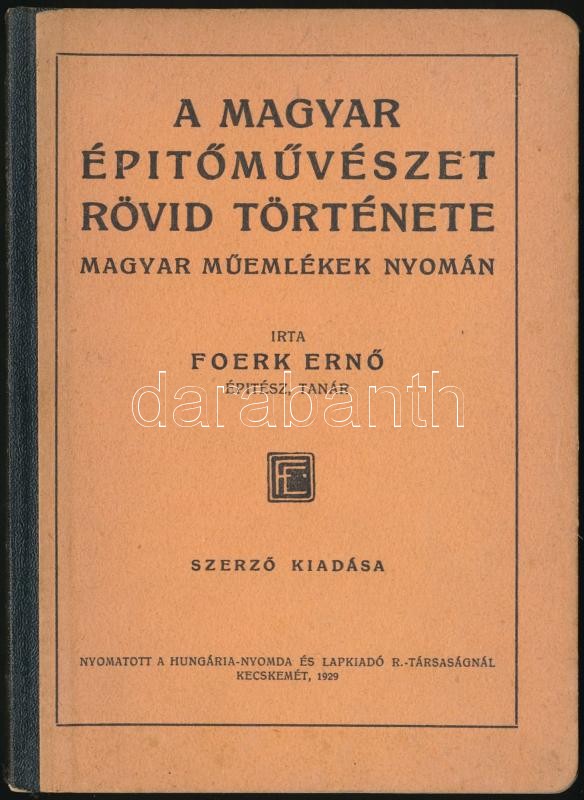 A MAGYAR
ÉPITŐMŰVÉSZET
RÖVID TÖRTÉNETE
MAGYAR MŰEMLÉKEK NYOMÁN
IRTA
FOERK ERNŐ
ÉPITÉSZ, TANÁR
darabanth
SZERZŐ KIADÁSA
NYOMATOTT A HUNGÁRIA-NYOMDA ÉS LAPKIADÓ R.-TÁRSASÁGNÁL
KECSKEMÉT, 1929